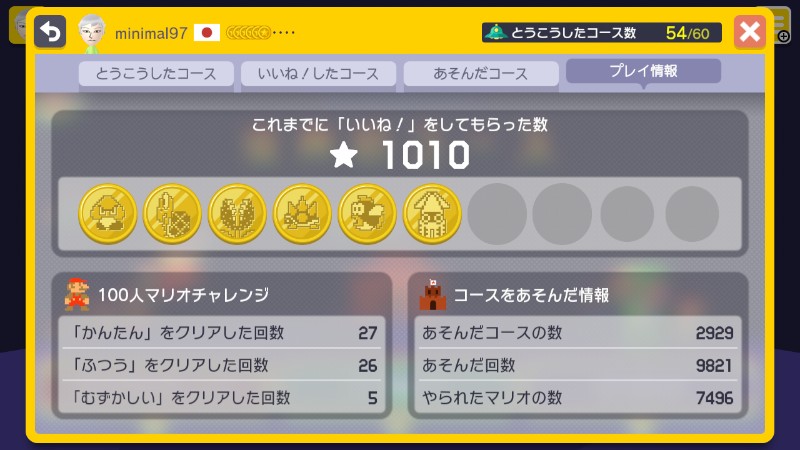 minimal97
とうこうしたコース数 54/60
とうこうしたコース
いいね！したコース
あそんだコース
プレイ情報
これまでに「いいね！」をしてもらった数
★ 1010
100人マリオチャレンジ
「かんたん」をクリアした回数 27
「ふつう」をクリアした回数 26
「むずかしい」をクリアした回数 5
コースをあそんだ情報
あそんだコースの数 2929
あそんだ回数 9821
やられたマリオの数 7496